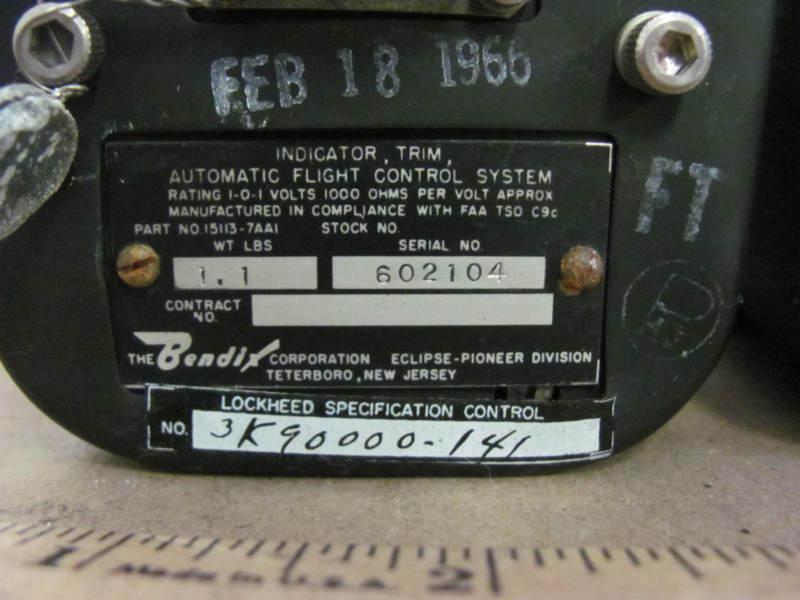 FEB 18 1966
INDICATOR, TRIM,
AUTOMATIC FLIGHT CONTROL SYSTEM
RATING 1-0-1 VOLTS 1000 OHMS PER VOLT APPROX
MANUFACTURED IN COMPLIANCE WITH FAA TSO C9c
PART NO. 15113-7AA1 STOCK NO.
WT LBS SERIAL NO.
1.1 602104
CONTRACT NO.
THE Bendix CORPORATION ECLIPSE-PIONEER DIVISION
TETERBORO, NEW JERSEY
LOCKHEED SPECIFICATION CONTROL
NO. 3K90000-141
FT
1 2
U.S.A.